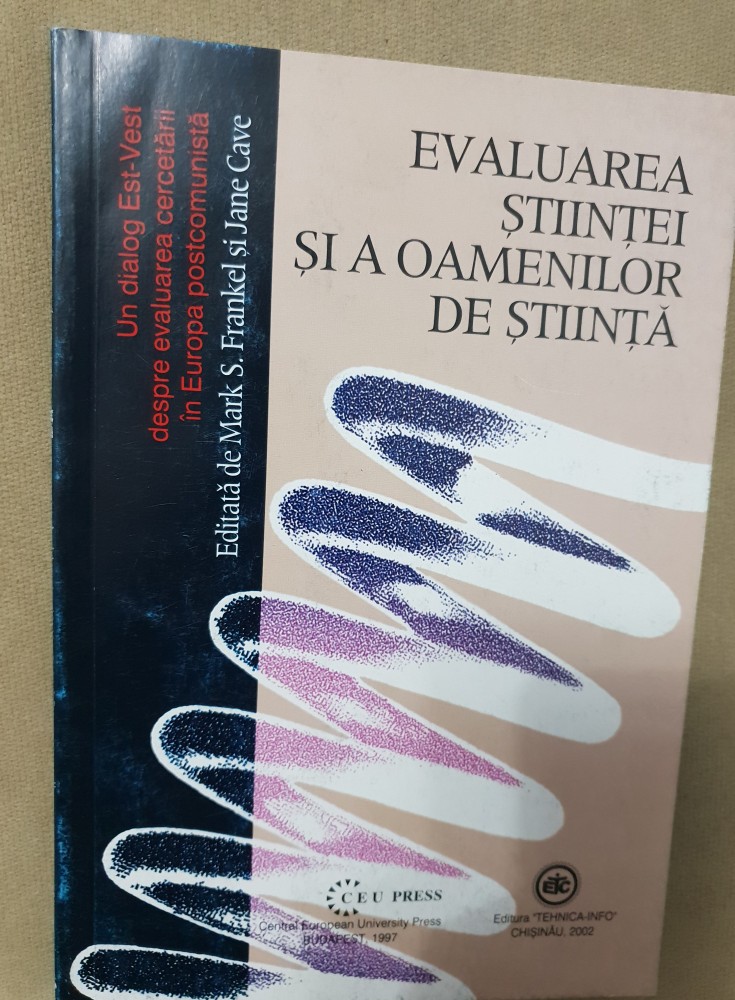 EVALUAREA
ȘTIINȚEI
ȘI A OAMENILOR
DE ȘTIINȚĂ
Un dialog Est-Vest
despre evaluarea cercetării
în Europa postcomunistă
Editată de Mark S. Frankel și Jane Cave
CEU PRESS
Central European University Press
BUDAPEST, 1997
ETC
Editura "TEHNICA-INFO"
CHIȘINĂU, 2002